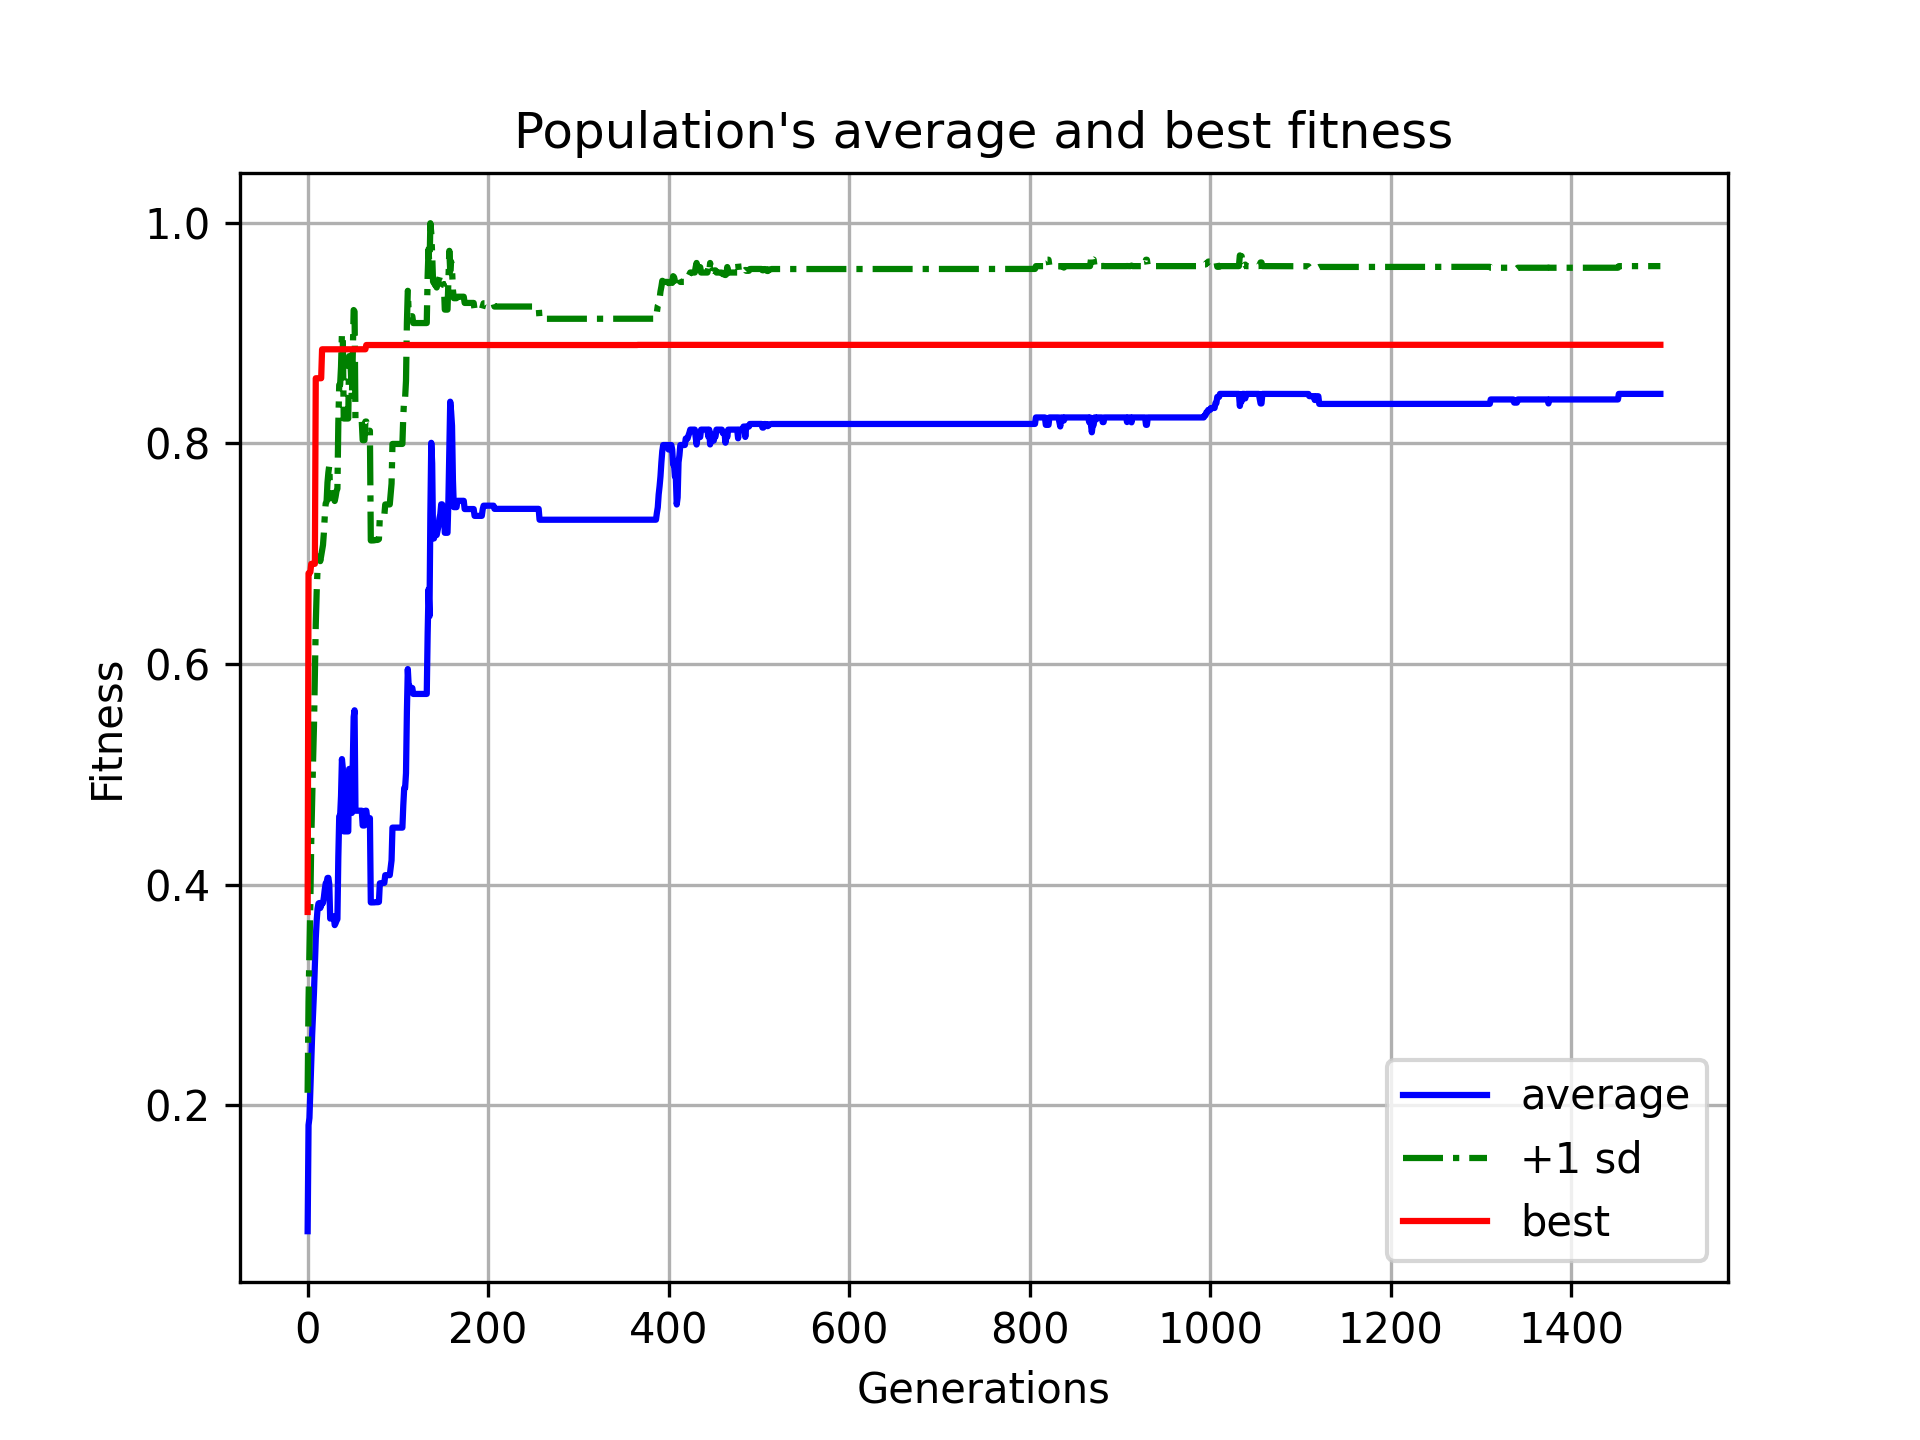 Population's average and best fitness
Fitness
1.0
0.8
0.6
0.4
0.2
0 200 400 600 800 1000 1200 1400
Generations
average
+1 sd
best